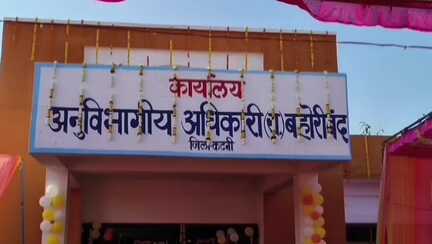 कार्यालय
अनुविभागीय अधिकारी(रा.)बहोरीबंद
जिला-कटनी